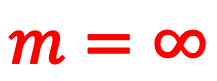 m = ∞